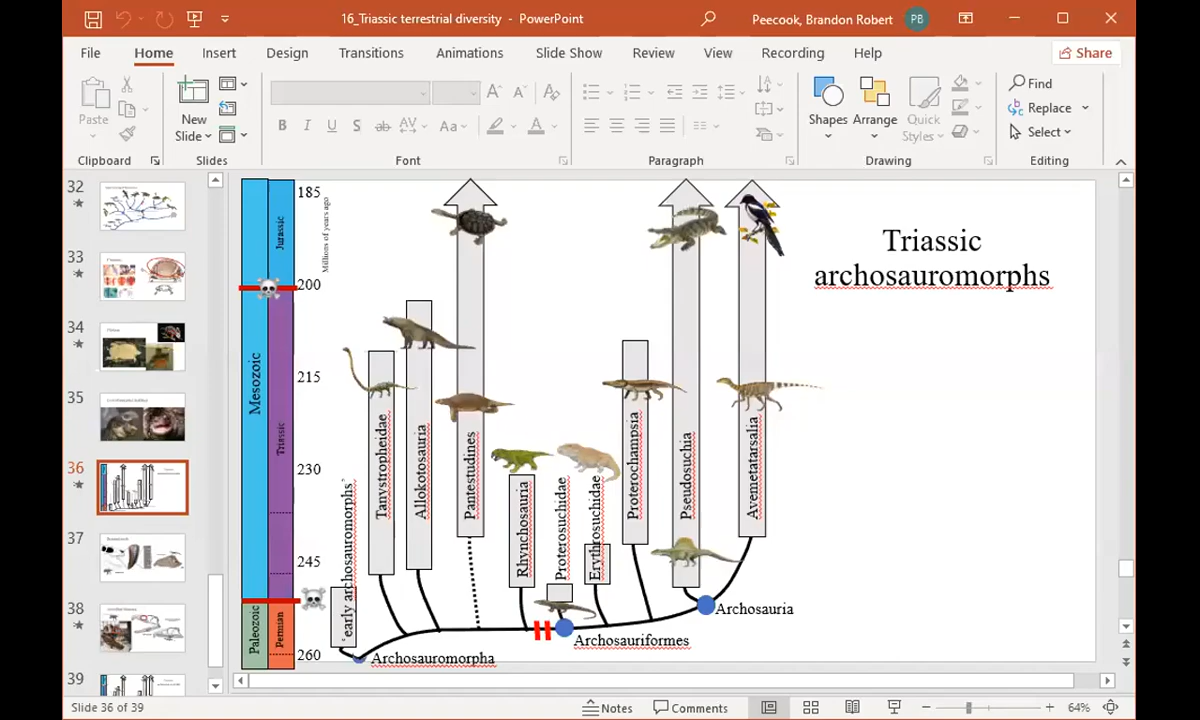 16_Triassic terrestrial diversity - PowerPoint
Peecook, Brandon Robert
PB
File
Home
Insert
Design
Transitions
Animations
Slide Show
Review
View
Recording
Help
Share
Paste
New
Slide
B
I
U
S
ab
AV
Aa
A
A
A
A
Shapes
Arrange
Quick
Styles
Find
Replace
Select
Clipboard
Slides
Font
Paragraph
Drawing
Editing
32
33
34
35
36
37
38
39
Triassic
archosauromorphs
Mesozoic
Paleozoic
Jurassic
Triassic
Permian
Millions of years ago
185
200
215
230
245
260
'early archosauromorphs'
Tanystropheidae
Allokotosauria
Pantestudines
Rhynchosauria
Proterosuchidae
Erythrosuchidae
Proterochampsia
Pseudosuchia
Avemetatarsalia
Archosauria
Archosauriformes
Archosauromorpha
Slide 36 of 39
Notes
Comments
64%